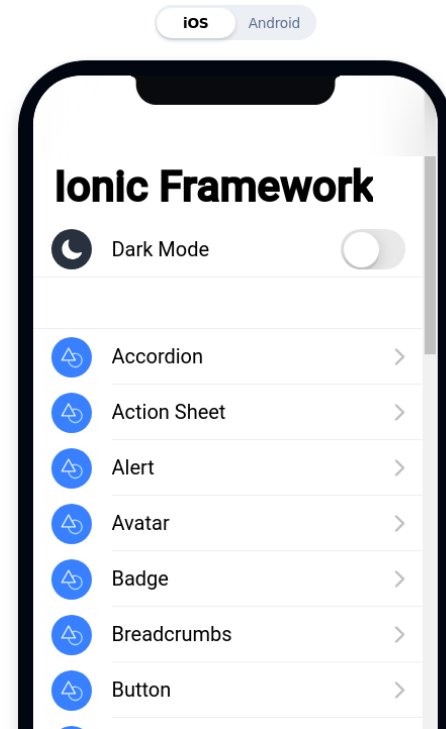 iOS Android
Ionic Framework
Dark Mode
Accordion
Action Sheet
Alert
Avatar
Badge
Breadcrumbs
Button